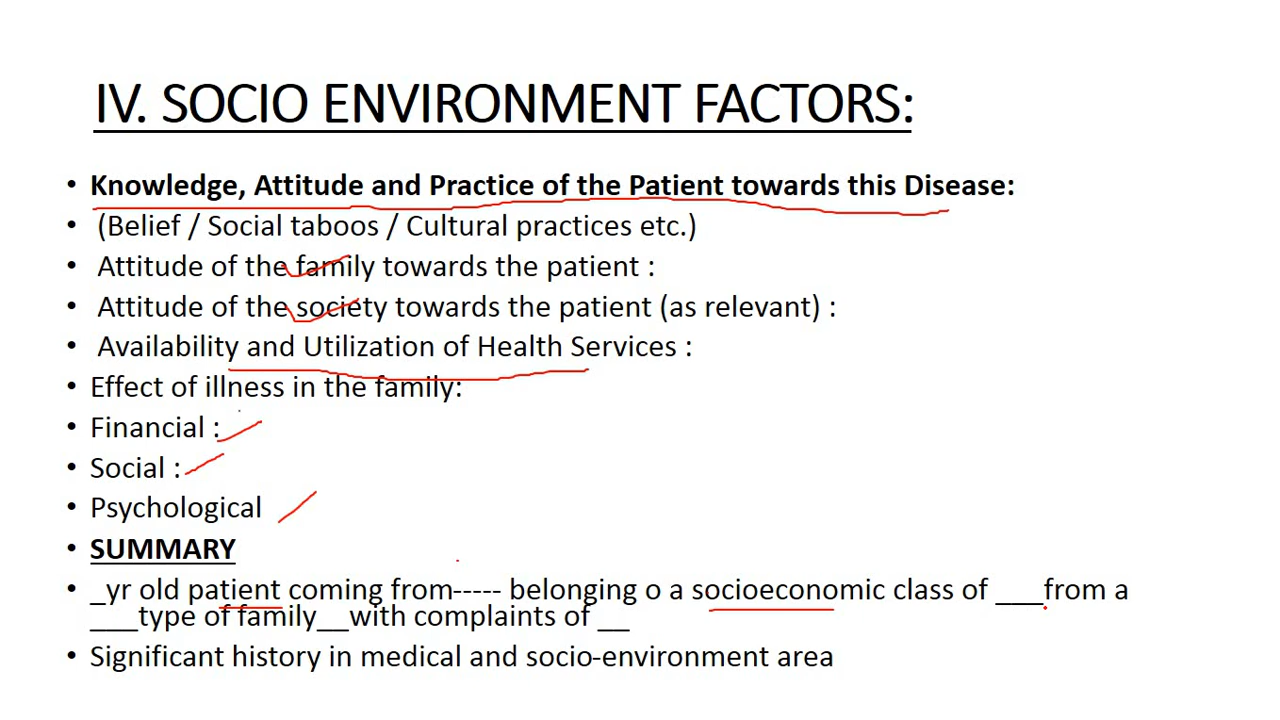 IV. SOCIO ENVIRONMENT FACTORS:
• Knowledge, Attitude and Practice of the Patient towards this Disease:
• (Belief / Social taboos / Cultural practices etc.)
• Attitude of the family towards the patient :
• Attitude of the society towards the patient (as relevant) :
• Availability and Utilization of Health Services :
• Effect of illness in the family:
• Financial :
• Social :
• Psychological
• SUMMARY
• _yr old patient coming from----- belonging o a socioeconomic class of ___from a
___type of family__with complaints of __
• Significant history in medical and socio-environment area